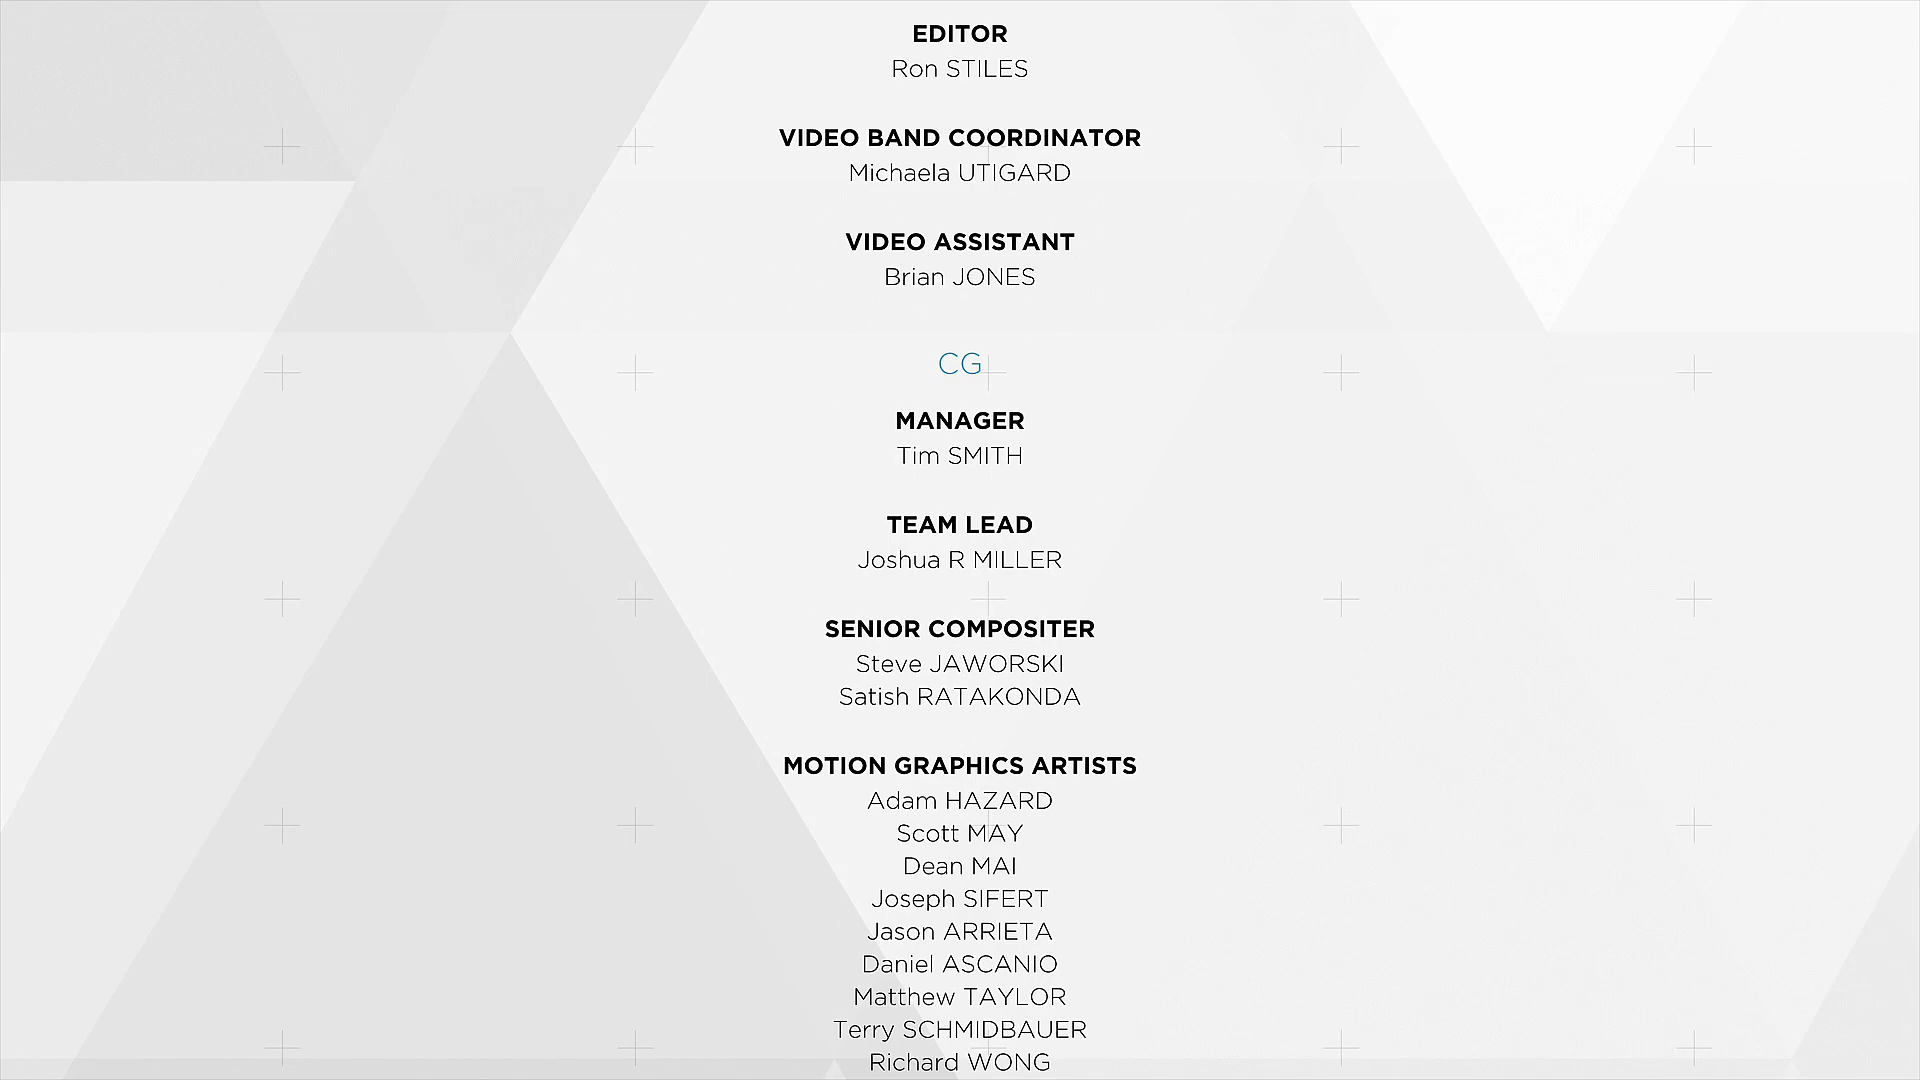 EDITOR
Ron STILES
VIDEO BAND COORDINATOR
Michaela UTIGARD
VIDEO ASSISTANT
Brian JONES
CG
MANAGER
Tim SMITH
TEAM LEAD
Joshua R MILLER
SENIOR COMPOSITER
Steve JAWORSKI
Satish RATAKONDA
MOTION GRAPHICS ARTISTS
Adam HAZARD
Scott MAY
Dean MAI
Joseph SIFERT
Jason ARRIETA
Daniel ASCANIO
Matthew TAYLOR
Terry SCHMIDBAUER
Richard WONG